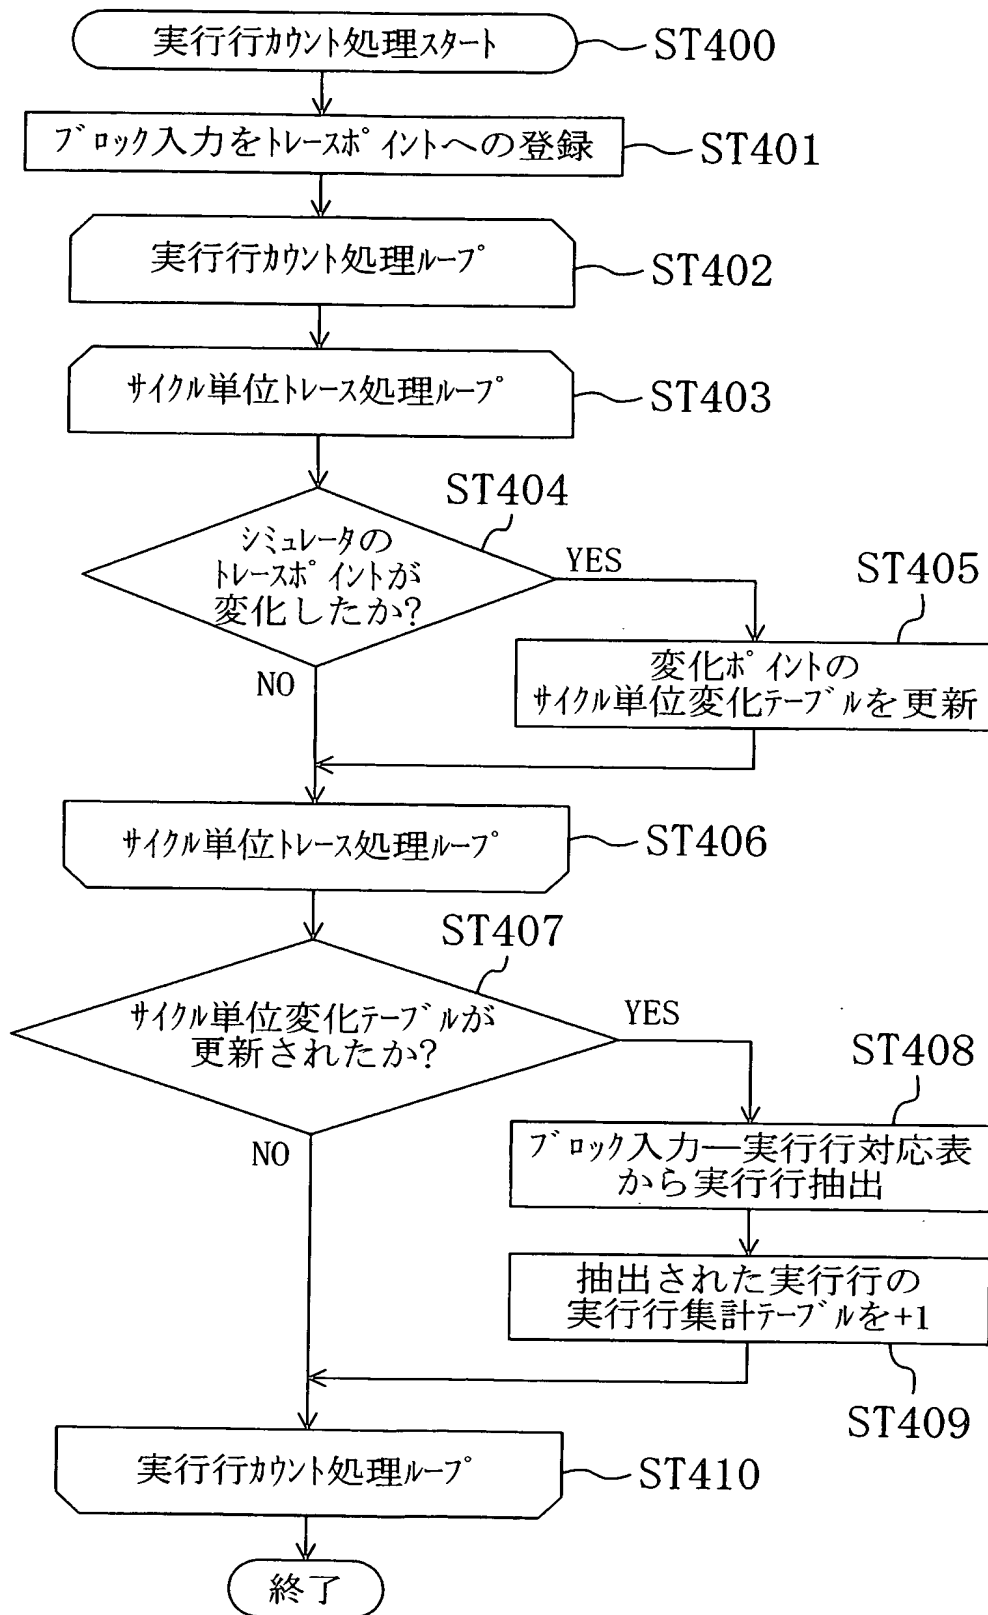 実行行カウント処理スタート
ST400
ブロック入力をトレースポイントへの登録
ST401
実行行カウント処理ループ
ST402
サイクル単位トレース処理ループ
ST403
ST404
シミュレータの
トレースポイントが
変化したか?
YES
NO
ST405
変化ポイントの
サイクル単位変化テーブルを更新
サイクル単位トレース処理ループ
ST406
ST407
サイクル単位変化テーブルが
更新されたか?
YES
NO
ST408
ブロック入力―実行行対応表
から実行行抽出
抽出された実行行の
実行行集計テーブルを+1
ST409
実行行カウント処理ループ
ST410
終了